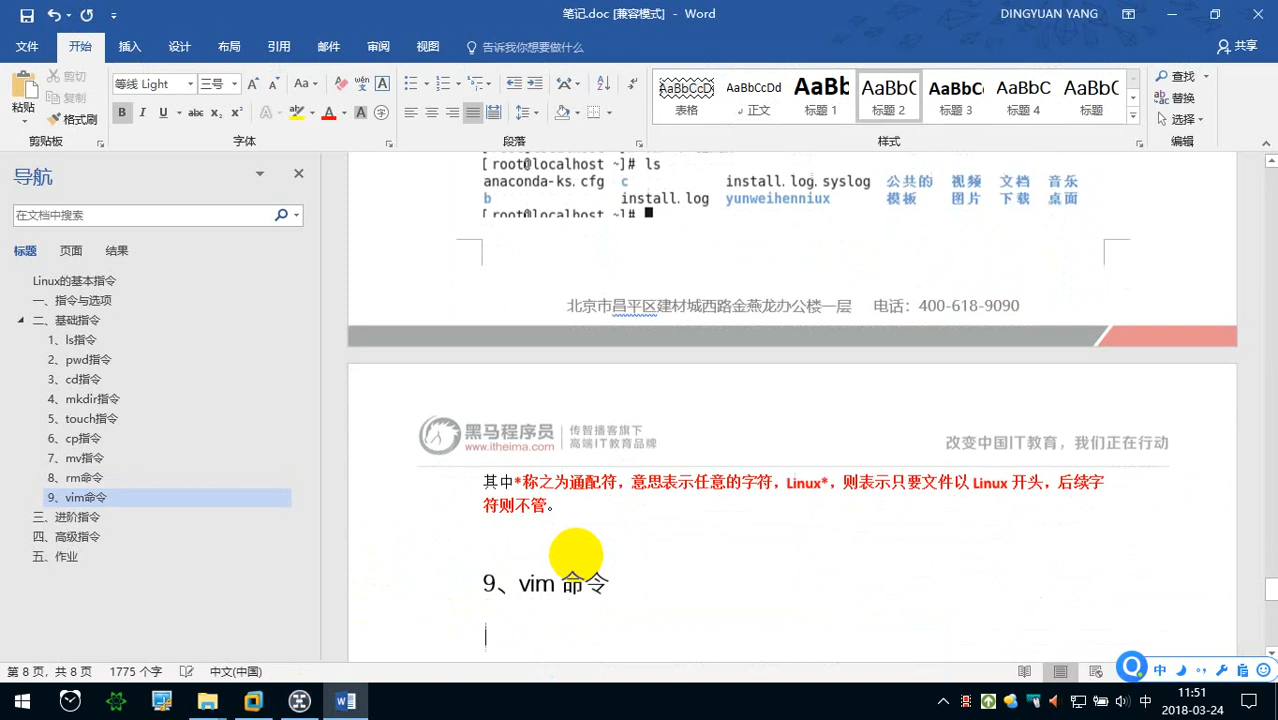 笔记.doc [兼容模式] - Word
DINGYUAN YANG
文件 开始 插入 设计 布局 引用 邮件 审阅 视图 告诉我你想要做什么 共享
粘贴 剪切 复制 格式刷
等线 Light 三号
AaBbCcDd AaBbCcDd AaBb AaBbC AaBbC AaBbC AaBbC
表格 正文 标题 1 标题 2 标题 3 标题 4 标题
查找 替换 选择
剪贴板 字体 段落 样式 编辑
导航
在文档中搜索
标题 页面 结果
Linux的基本指令
一、指令与选项
二、基础指令
1、ls指令
2、pwd指令
3、cd指令
4、mkdir指令
5、touch指令
6、cp指令
7、mv指令
8、rm命令
9、vim命令
三、进阶指令
四、高级指令
五、作业
[root@localhost ~]# ls
anaconda-ks.cfg c install.log.syslog 公共的 视频 文档 音乐
b install.log yunweihenniux 模板 图片 下载 桌面
[root@localhost ~]#
北京市昌平区建材城西路金燕龙办公楼一层 电话：400-618-9090
黑马程序员 www.itheima.com 传智播客旗下 高端IT教育品牌 改变中国IT教育，我们正在行动
其中*称之为通配符，意思表示任意的字符，Linux*，则表示只要文件以 Linux 开头，后续字
符则不管。
9、vim 命令
第 8 页，共 8 页 1775 个字 中文(中国)
中
中 11:51
2018-03-24